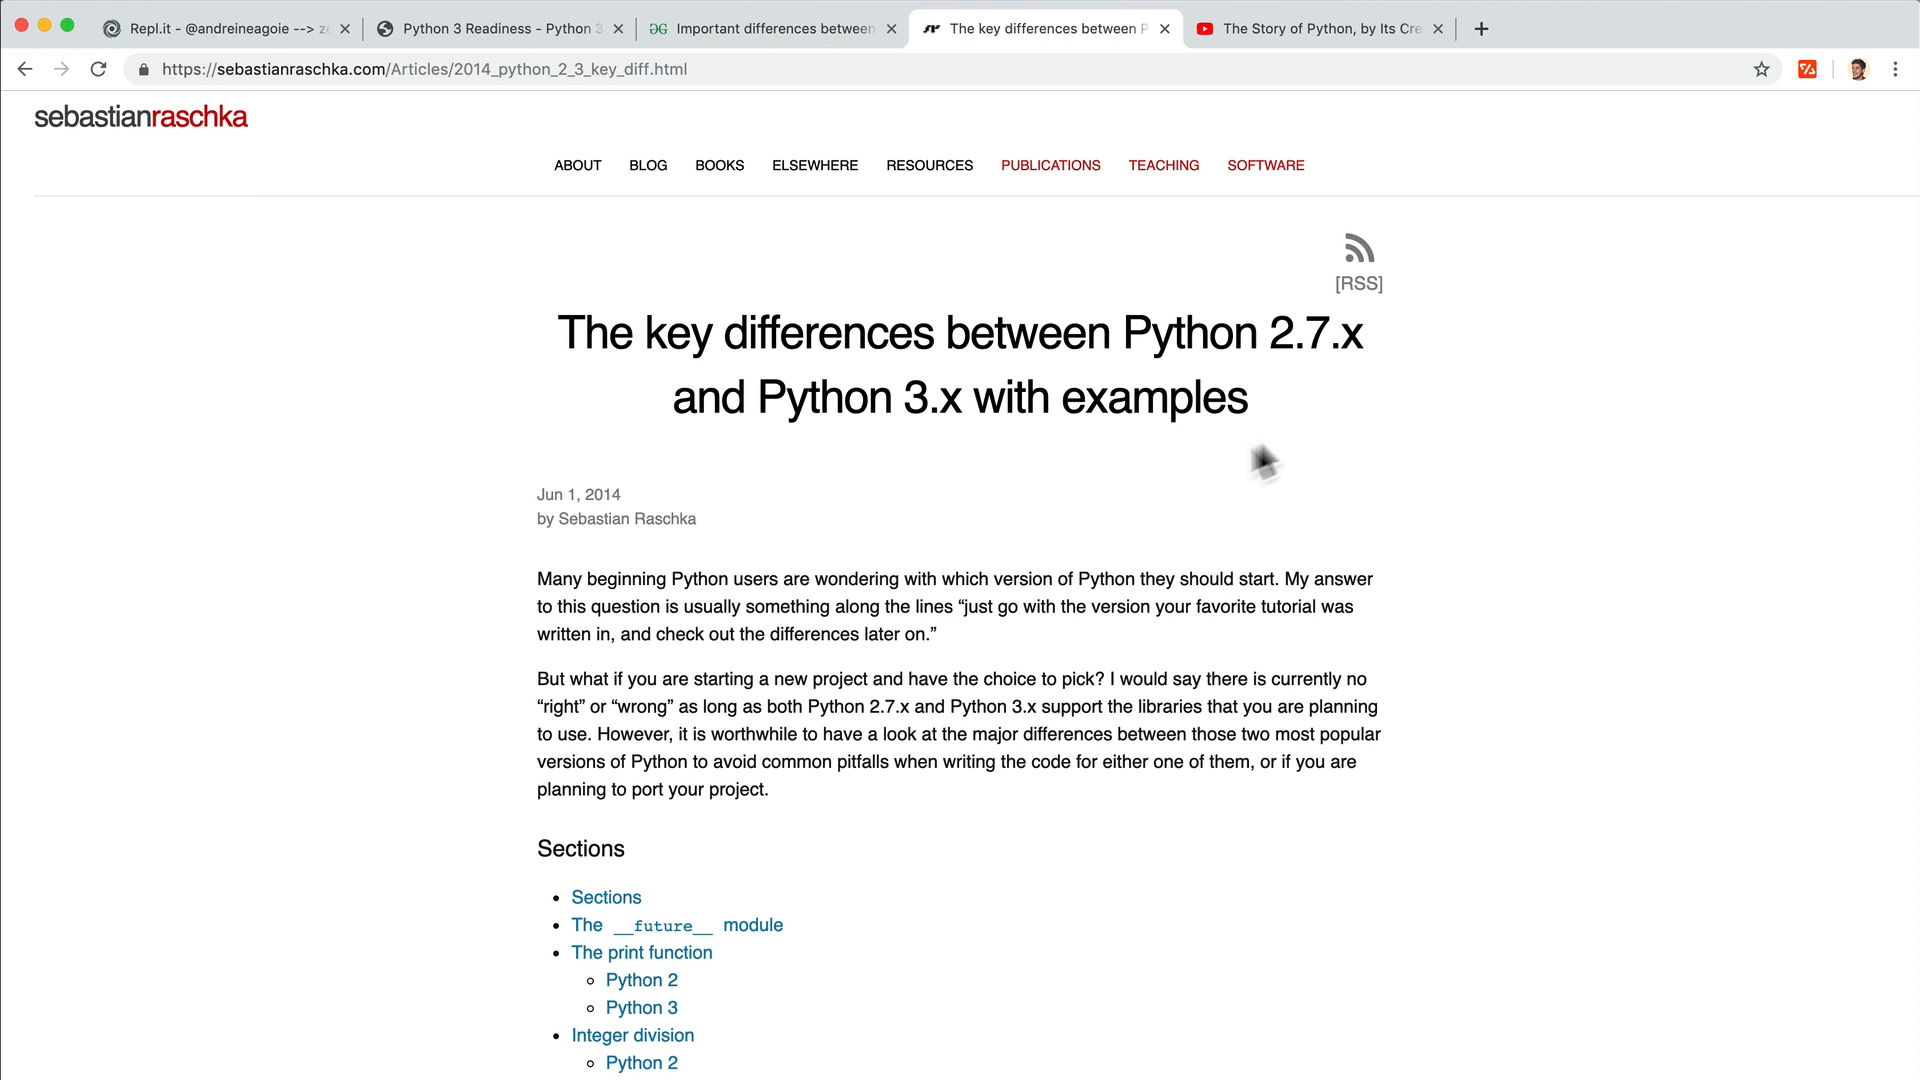 Repl.it - @andreineagoie --> ze
Python 3 Readiness - Python 3
Important differences between
The key differences between P
The Story of Python, by Its Cre
https://sebastianraschka.com/Articles/2014_python_2_3_key_diff.html
sebastianraschka
ABOUT BLOG BOOKS ELSEWHERE RESOURCES PUBLICATIONS TEACHING SOFTWARE
[RSS]
The key differences between Python 2.7.x
and Python 3.x with examples
Jun 1, 2014
by Sebastian Raschka
Many beginning Python users are wondering with which version of Python they should start. My answer
to this question is usually something along the lines “just go with the version your favorite tutorial was
written in, and check out the differences later on.”
But what if you are starting a new project and have the choice to pick? I would say there is currently no
“right” or “wrong” as long as both Python 2.7.x and Python 3.x support the libraries that you are planning
to use. However, it is worthwhile to have a look at the major differences between those two most popular
versions of Python to avoid common pitfalls when writing the code for either one of them, or if you are
planning to port your project.
Sections
Sections
The __future__ module
The print function
Python 2
Python 3
Integer division
Python 2